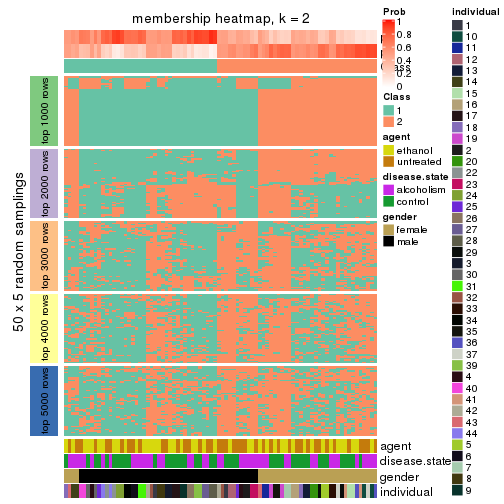 membership heatmap, k = 2
50 x 5 random samplings
top 1000 rows
top 2000 rows
top 3000 rows
top 4000 rows
top 5000 rows
agent
disease.state
gender
individual
Prob
1
0.8
0.6
0.4
0.2
0
Class
1
2
agent
ethanol
untreated
disease.state
alcoholism
control
gender
female
male
individual
1
10
11
12
13
14
15
16
17
18
19
2
20
22
23
24
25
26
27
28
29
3
30
31
32
33
34
35
36
37
39
4
40
41
42
43
44
5
6
7
8
9